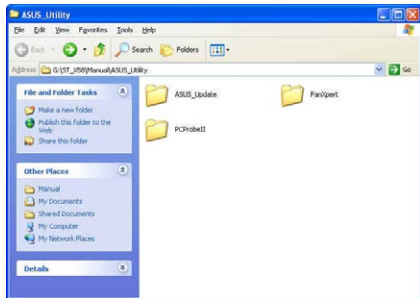 ASUS_Utility
File Edit View Favorites Tools Help
Back Search Folders
Address G:\ST_X58\Manual\ASUS_Utility Go
File and Folder Tasks
Make a new folder
Publish this folder to the
Web
Share this folder
Other Places
Manual
My Documents
Shared Documents
My Computer
My Network Places
Details
ASUS_Update FanXpert
PCProbeII